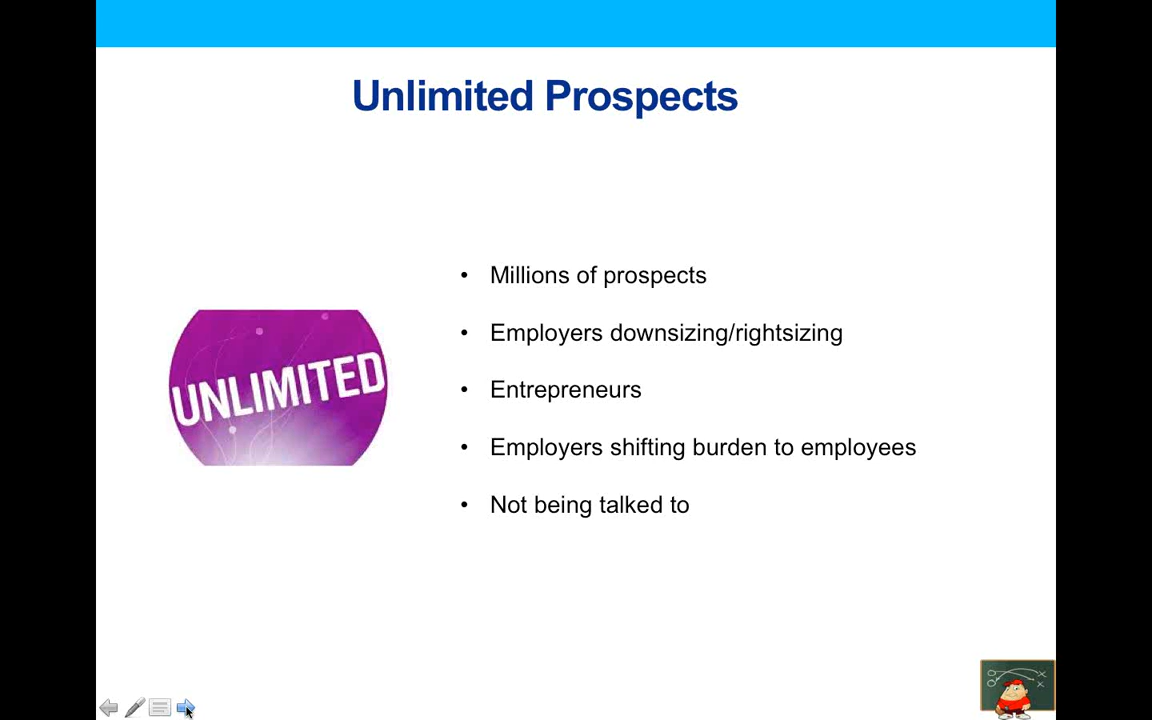 Unlimited Prospects
UNLIMITED
• Millions of prospects
• Employers downsizing/rightsizing
• Entrepreneurs
• Employers shifting burden to employees
• Not being talked to